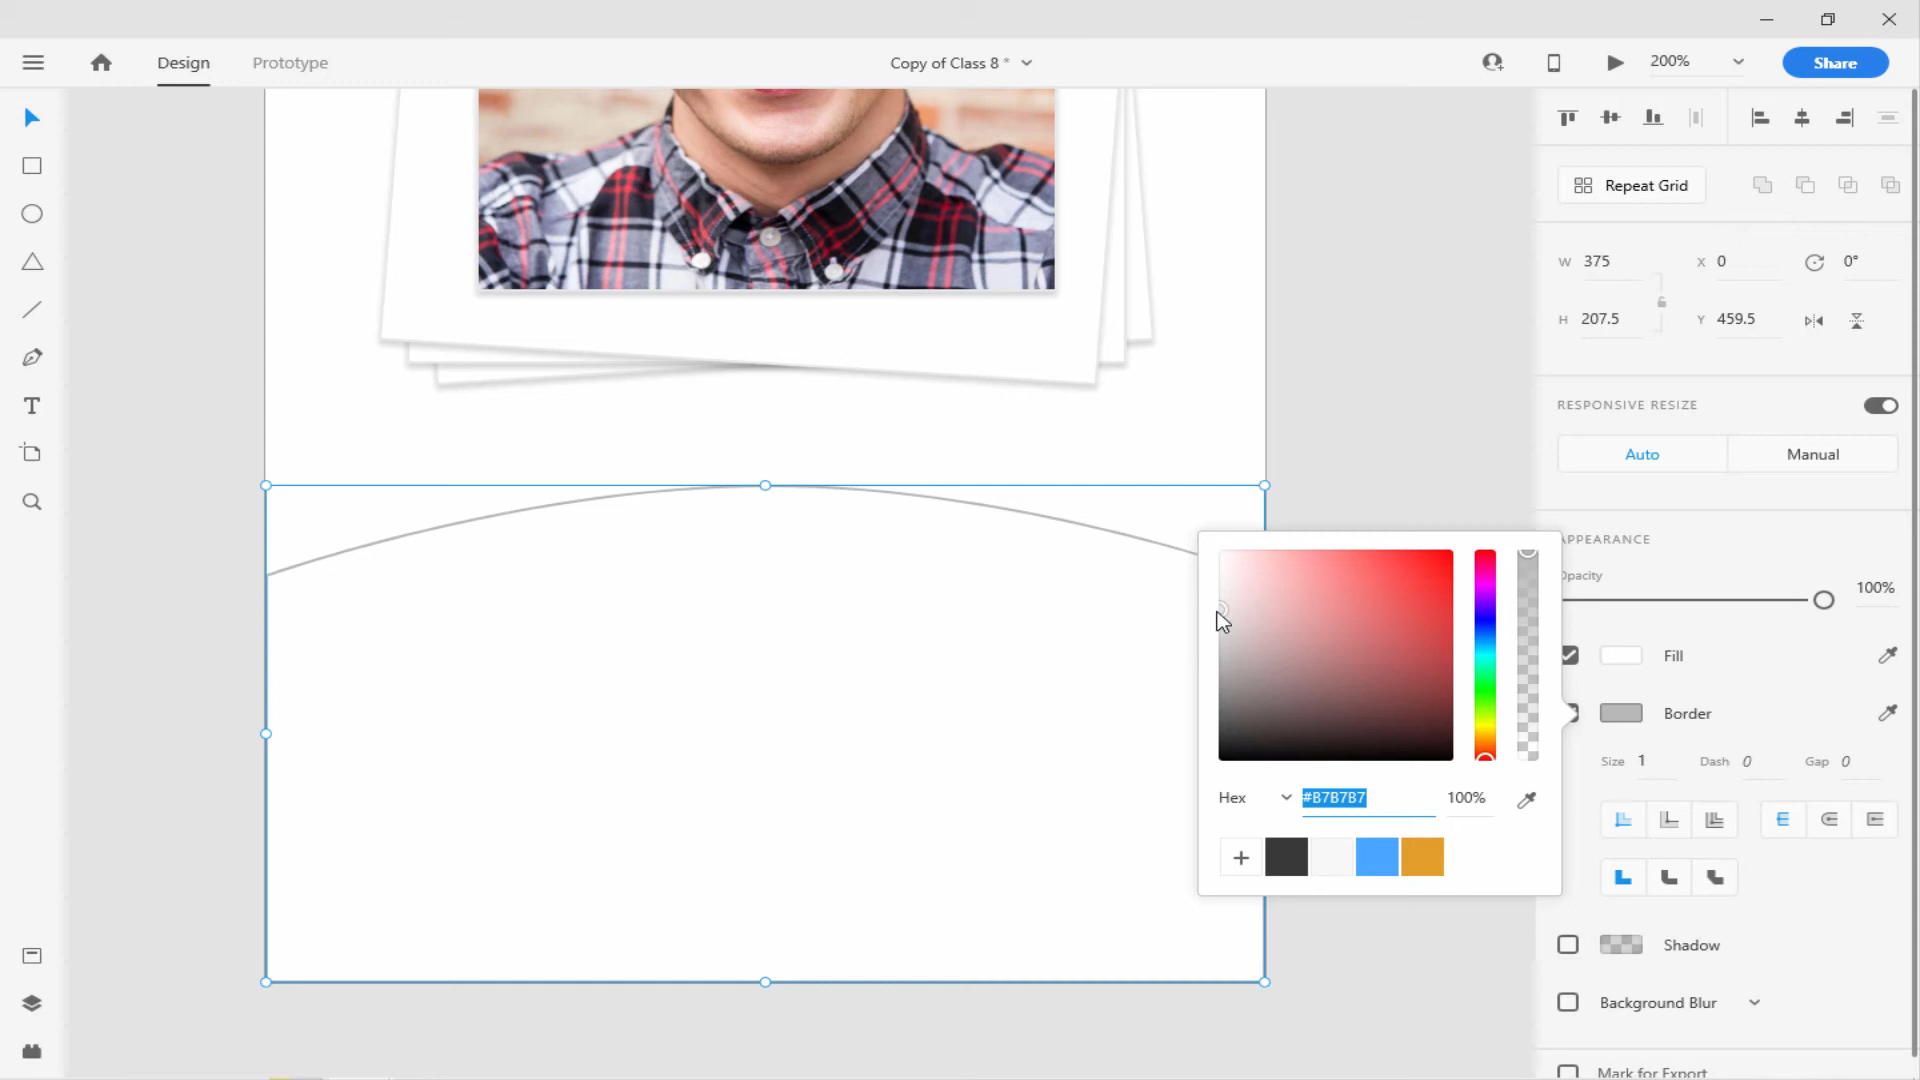 Design
Prototype
Copy of Class 8 *
200%
Share
Repeat Grid
W 375
X 0
0°
H 207.5
Y 459.5
RESPONSIVE RESIZE
Auto
Manual
APPEARANCE
Opacity
100%
Fill
Border
Size 1
Dash 0
Gap 0
Hex
#B7B7B7
100%
Shadow
Background Blur
Mark for Export